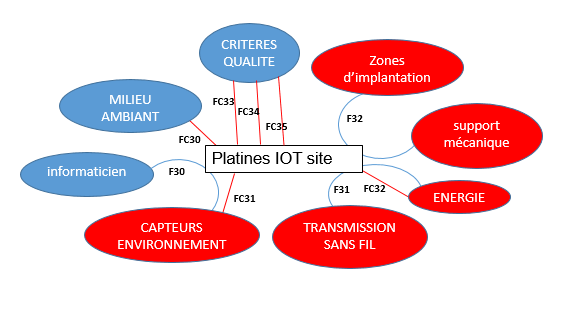 CRITERES
QUALITE
Zones
d'implantation
MILIEU
AMBIANT
FC33
FC34
FC35
F32
support
mécanique
FC30
Platines IOT site
informaticien
F30
F31
FC32
ENERGIE
FC31
CAPTEURS
ENVIRONNEMENT
TRANSMISSION
SANS FIL